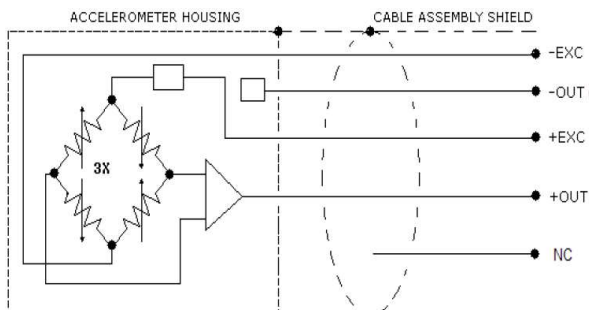 ACCELEROMETER HOUSING
CABLE ASSEMBLY SHIELD
-EXC
-OUT
+EXC
3X
+OUT
NC